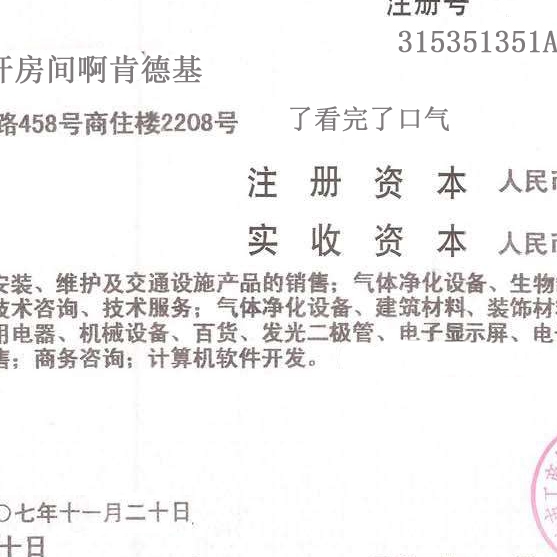 注册号
315351351A
开房间啊肯德基
路458号商住楼2208号
了看完了口气
注册资本 人民币
实收资本 人民币
安装、维护及交通设施产品的销售；气体净化设备、生物
技术咨询、技术服务；气体净化设备、建筑材料、装饰材
用电器、机械设备、百货、发光二极管、电子显示屏、电
售；商务咨询；计算机软件开发。
〇七年十一月二十日
十日